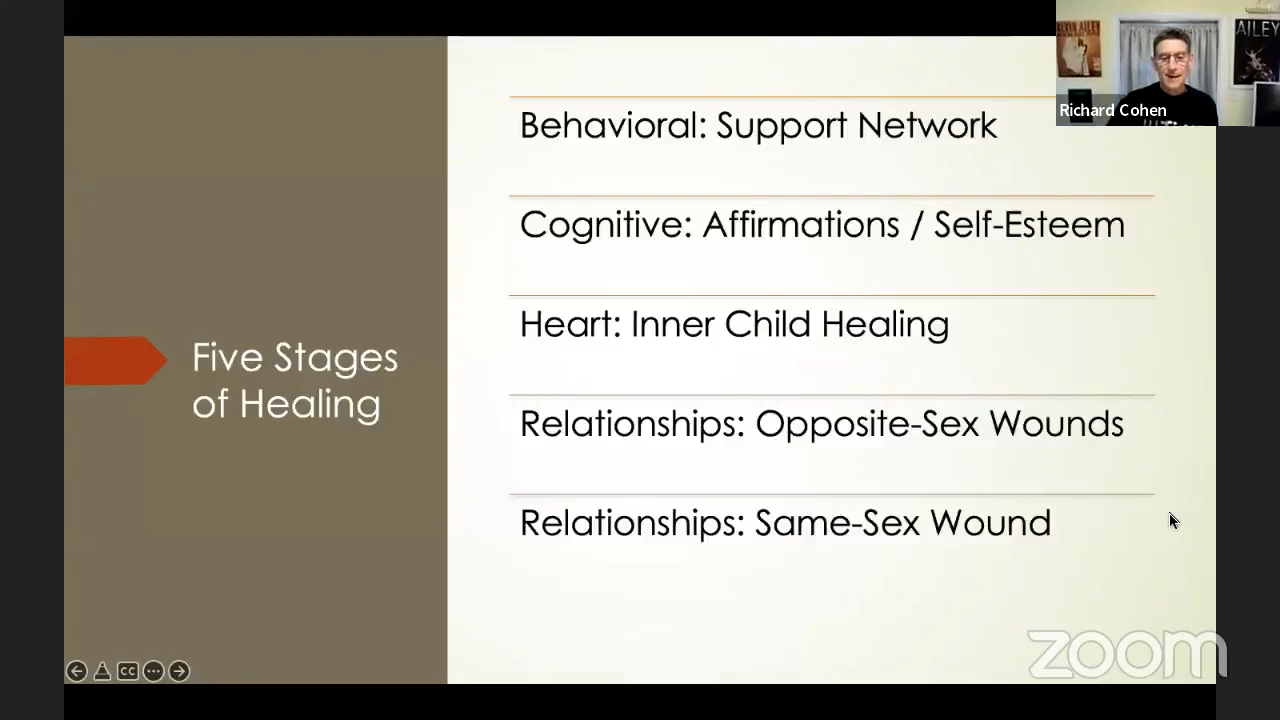 AILEY
Richard Cohen
Behavioral: Support Network
Cognitive: Affirmations / Self-Esteem
Heart: Inner Child Healing
Five Stages
of Healing
Relationships: Opposite-Sex Wounds
Relationships: Same-Sex Wound
CC
zoom